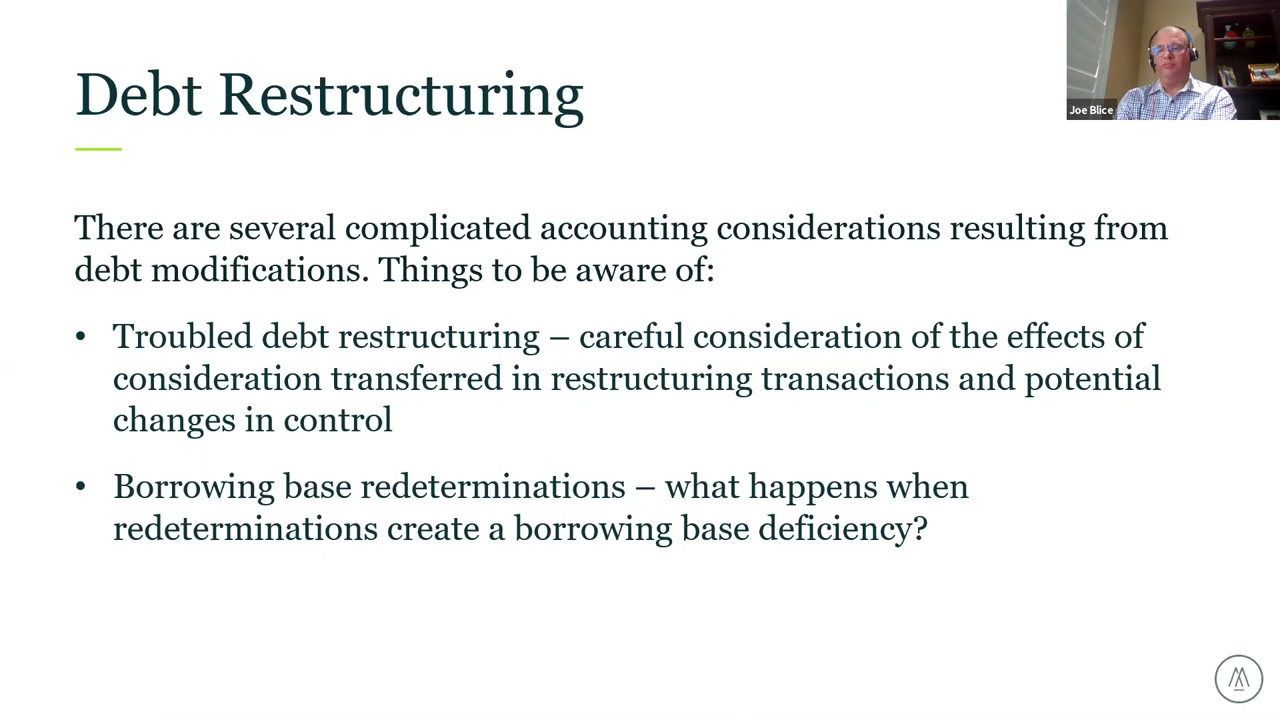 Debt Restructuring
Joe Blice
There are several complicated accounting considerations resulting from
debt modifications. Things to be aware of:
• Troubled debt restructuring – careful consideration of the effects of
consideration transferred in restructuring transactions and potential
changes in control
• Borrowing base redeterminations – what happens when
redeterminations create a borrowing base deficiency?